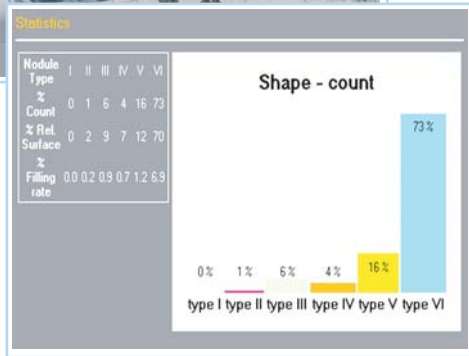 Statistics
Nodule Type I II III IV V VI
% Count 0 1 6 4 16 73
% Rel. Surface 0 2 9 7 12 70
% Filling rate 0.0 0.2 0.9 0.7 1.2 6.9
Shape - count
73 %
0 % 1 % 6 % 4 % 16 %
type I type II type III type IV type V type VI